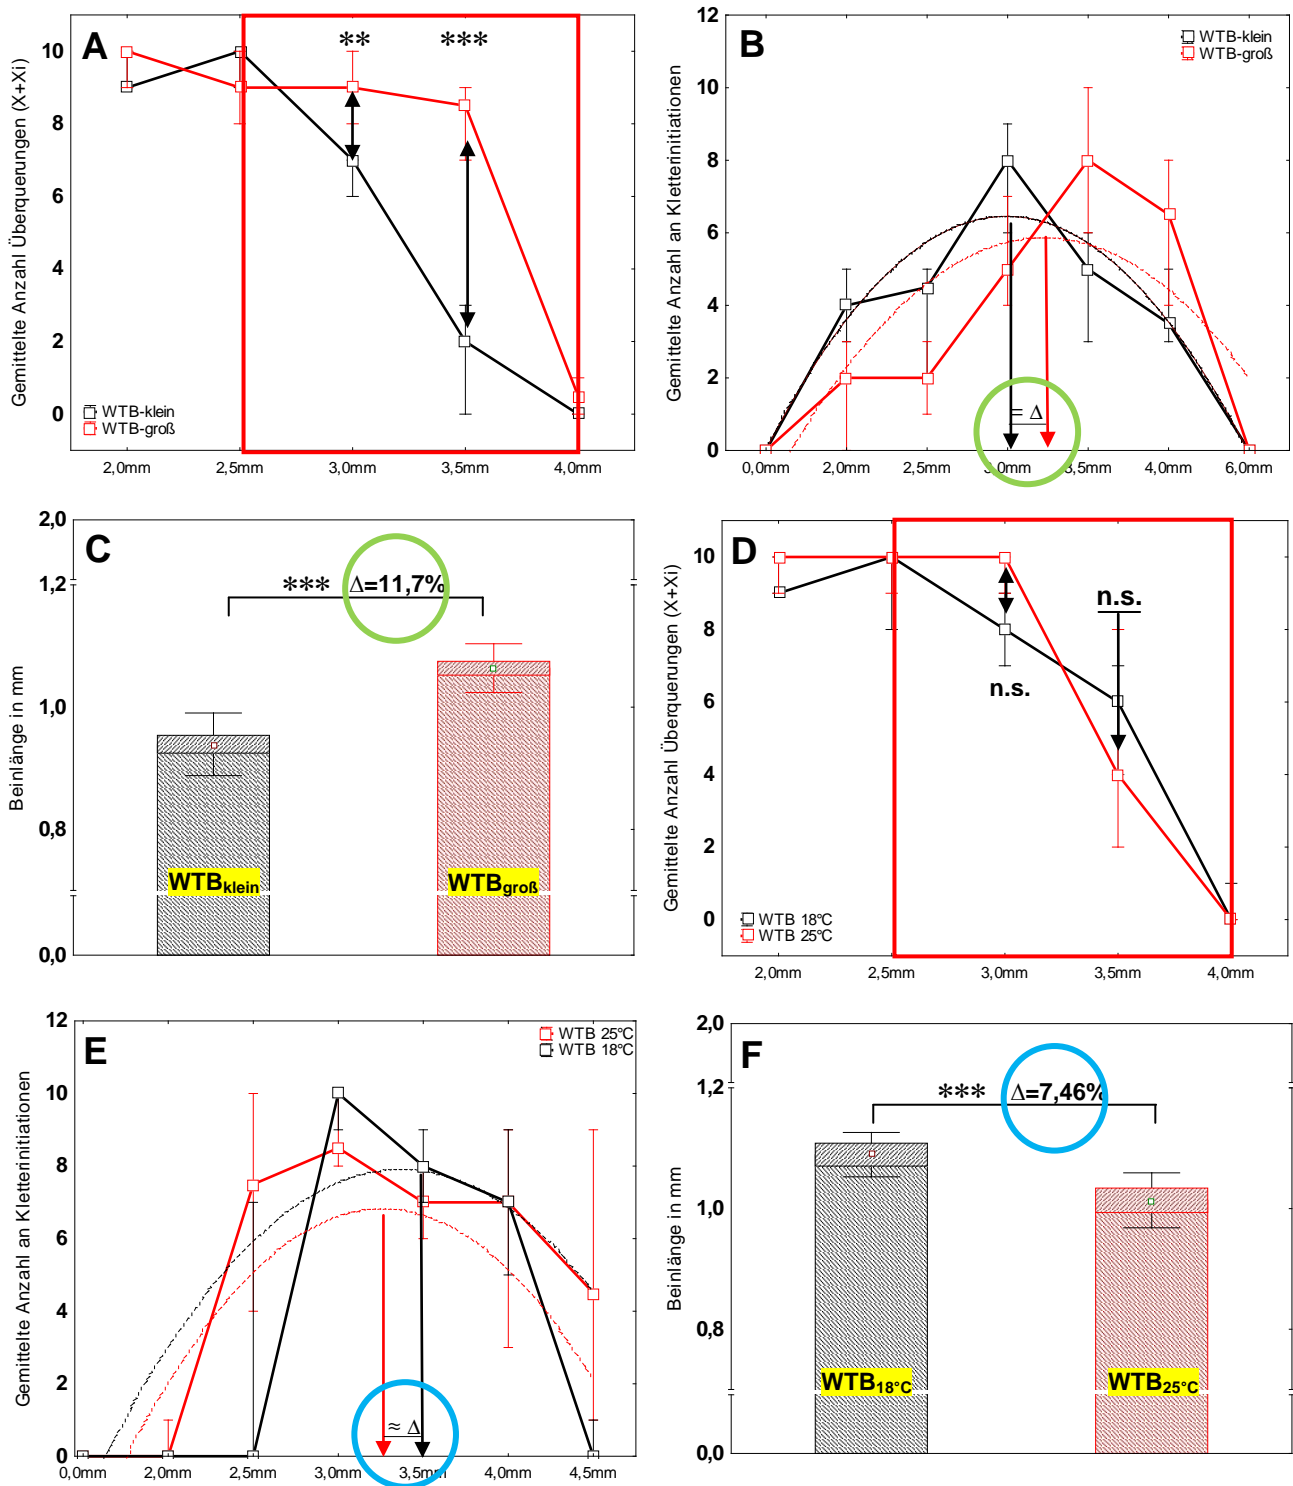 A
Gemittelte Anzahl Überquerungen (X+Xi)
10
8
6
4
2
0
** ***
WTB-klein
WTB-groß
2,0mm 2,5mm 3,0mm 3,5mm 4,0mm
B
Gemittelte Anzahl an Kletterinitiationen
12
10
8
6
4
2
0
WTB-klein
WTB-groß
= Δ
0,0mm 2,0mm 2,5mm 3,0mm 3,5mm 4,0mm 6,0mm
C
Beinlänge in mm
2,0
1,2
1,0
0,8
0,0
*** Δ=11,7%
WTBklein WTBgroß
D
Gemittelte Anzahl Überquerungen (X+Xi)
10
8
6
4
2
0
n.s.
n.s.
WTB 18°C
WTB 25°C
2,0mm 2,5mm 3,0mm 3,5mm 4,0mm
E
Gemittelte Anzahl an Kletterinitiationen
12
10
8
6
4
2
0
WTB 25°C
WTB 18°C
≈ Δ
0,0mm 2,0mm 2,5mm 3,0mm 3,5mm 4,0mm 4,5mm
F
Beinlänge in mm
2,0
1,2
1,0
0,8
0,0
*** Δ=7,46%
WTB18°C WTB25°C